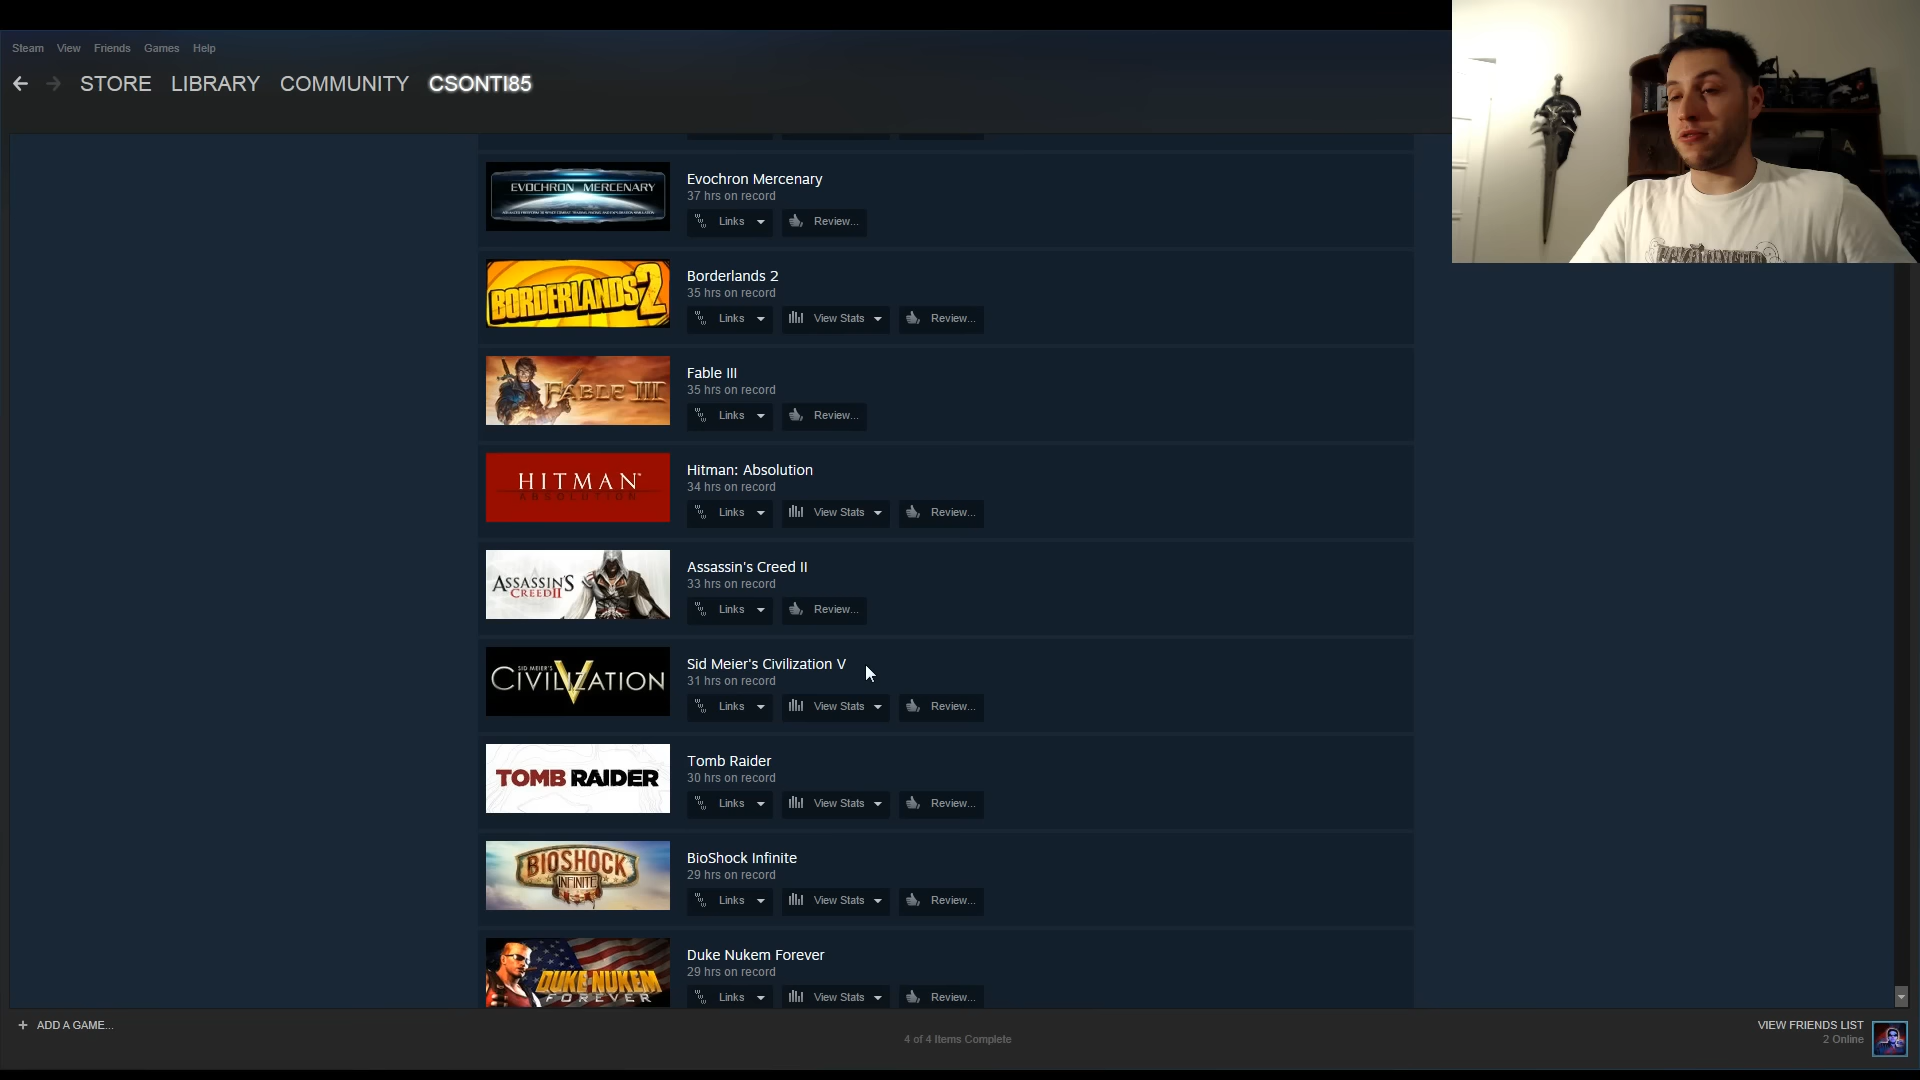 Steam View Friends Games Help
STORE LIBRARY COMMUNITY CSONTI85
EVOCHRON MERCENARY
Evochron Mercenary
37 hrs on record
Links Review...
BORDERLANDS 2
Borderlands 2
35 hrs on record
Links View Stats Review...
FABLE III
Fable III
35 hrs on record
Links Review...
HITMAN™
ABSOLUTION
Hitman: Absolution
34 hrs on record
Links View Stats Review...
ASSASSIN'S
CREED II
Assassin's Creed II
33 hrs on record
Links Review...
SID MEIER'S
CIVILIZATION V
Sid Meier's Civilization V
31 hrs on record
Links View Stats Review...
TOMB RAIDER
Tomb Raider
30 hrs on record
Links View Stats Review...
BIOSHOCK
INFINITE
BioShock Infinite
29 hrs on record
Links View Stats Review...
DUKE NUKEM
FOREVER
Duke Nukem Forever
29 hrs on record
Links View Stats Review...
+ ADD A GAME...
4 of 4 Items Complete
VIEW FRIENDS LIST
2 Online